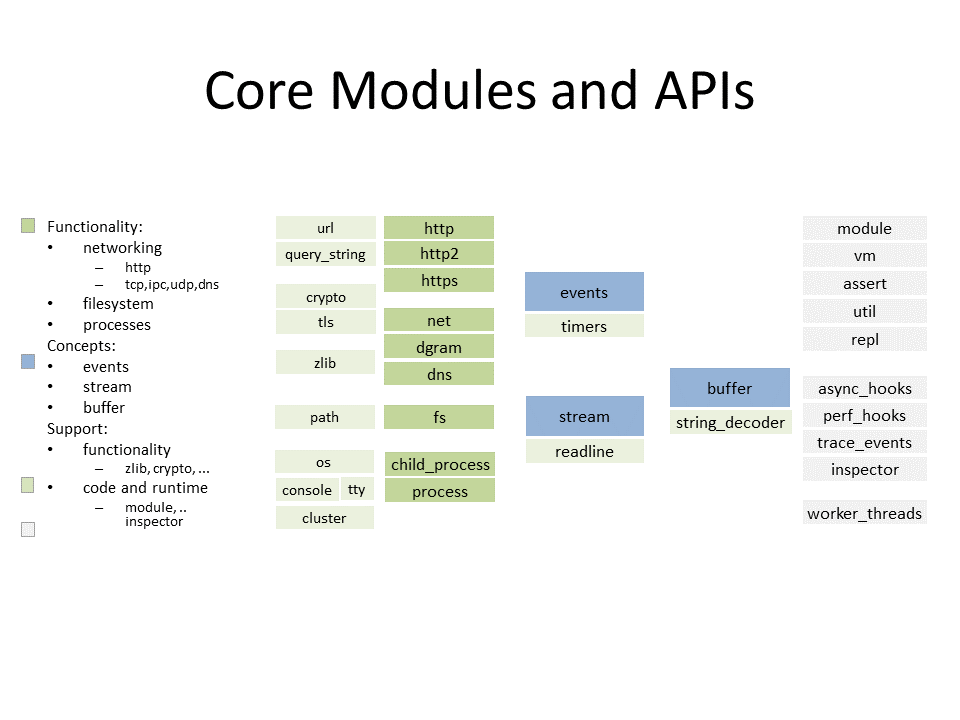 Core Modules and APIs
Functionality:
• networking
– http
– tcp,ipc,udp,dns
• filesystem
• processes
Concepts:
• events
• stream
• buffer
Support:
• functionality
– zlib, crypto, ...
• code and runtime
– module, ..
inspector
url
query_string
crypto
tls
zlib
path
os
console tty
cluster
http
http2
https
net
dgram
dns
fs
child_process
process
events
timers
stream
readline
buffer
string_decoder
module
vm
assert
util
repl
async_hooks
perf_hooks
trace_events
inspector
worker_threads